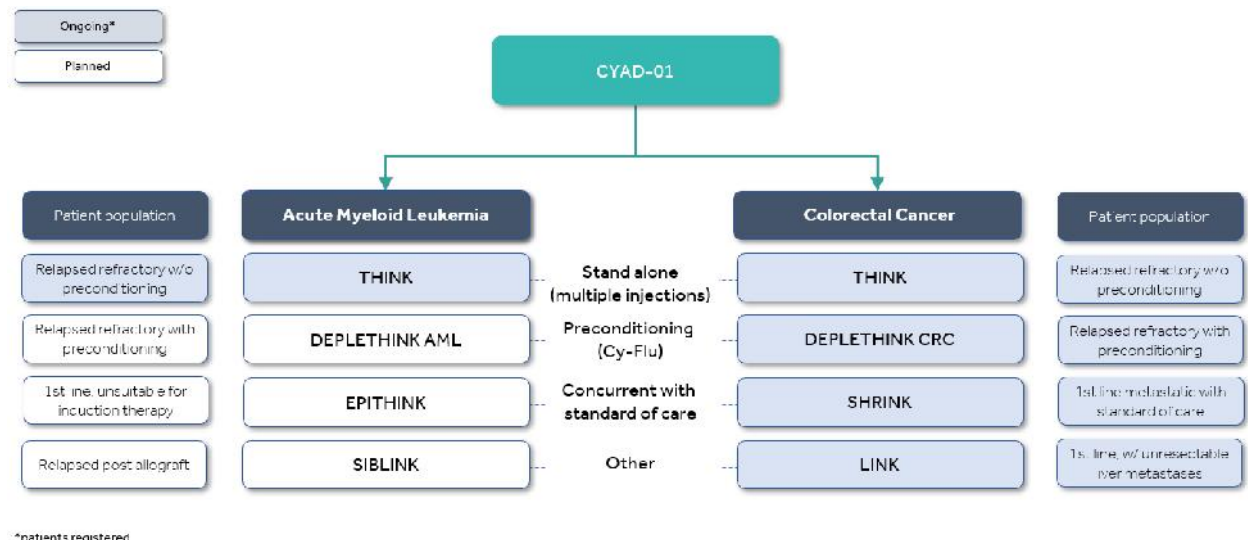 Ongoing*
Planned
CYAD-01
Patient population
Acute Myeloid Leukemia
Colorectal Cancer
Patient population
Relapsed refractory w/o
preconditioning
THINK
Stand alone
(multiple injections)
THINK
Relapsed refractory w/o
preconditioning
Relapsed refractory with
preconditioning
DEPLETHINK AML
Preconditioning
(Cy-Flu)
DEPLETHINK CRC
Relapsed refractory with
preconditioning
1st line, unsuitable for
induction therapy
EPITHINK
Concurrent with
standard of care
SHRINK
1st line metastatic with
standard of care
Relapsed post allograft
SIBLINK
Other
LINK
1st line, w/ unresectable
liver metastases
*patients registered